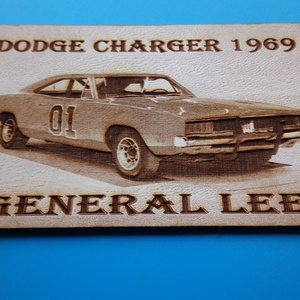 DODGE CHARGER 1969
01
GENERAL LEE